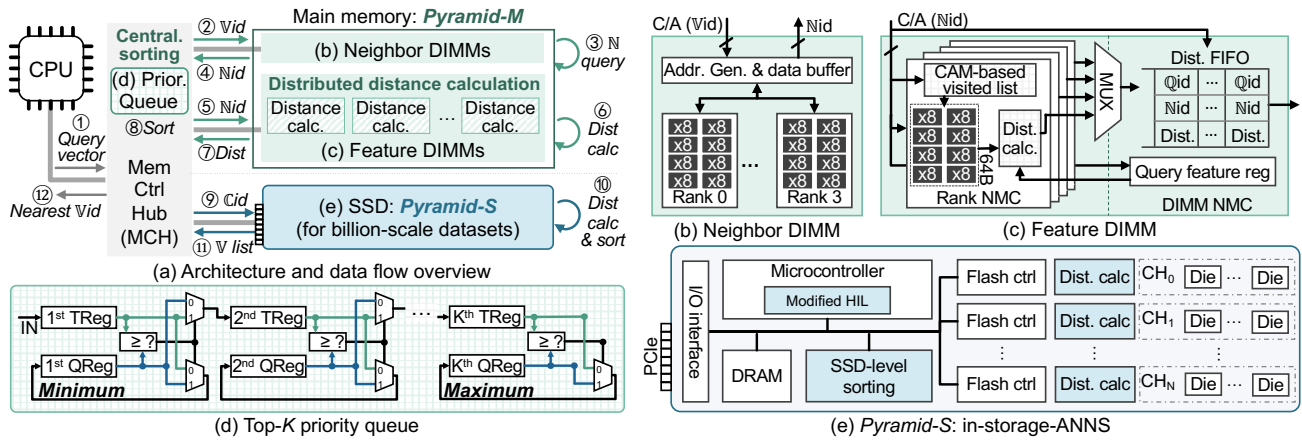 CPU
① Query vector
⑫ Nearest 𝕍id
Central. sorting
(d) Prior. Queue
⑧Sort
Mem
Ctrl
Hub
(MCH)
② 𝕍id
④ ℕid
⑤ ℕid
⑦Dist
⑨ ℂid
⑪ 𝕍 list
Main memory: Pyramid-M
(b) Neighbor DIMMs
③ ℕ query
Distributed distance calculation
Distance calc. Distance calc. ... Distance calc.
(c) Feature DIMMs
⑥ Dist calc
(e) SSD: Pyramid-S
(for billion-scale datasets)
⑩ Dist calc & sort
(a) Architecture and data flow overview
C/A (𝕍id) ℕid
Addr. Gen. & data buffer
x8 x8 x8 x8
x8 x8 ... x8 x8
x8 x8 x8 x8
x8 x8 x8 x8
Rank 0 Rank 3
(b) Neighbor DIMM
C/A (ℕid)
CAM-based visited list
x8 x8
x8 x8
x8 x8
x8 x8
64B
Dist. calc.
Rank NMC
MUX
Dist. FIFO
ℚid ... ℚid
ℕid ... ℕid
Dist. ... Dist.
Query feature reg
DIMM NMC
(c) Feature DIMM
IN
1st TReg 0 1 2nd TReg 0 1 ... Kth TReg
≥ ? ≥ ? ≥ ?
1st QReg 0 1 2nd QReg 0 1 Kth QReg 0 1
Minimum Maximum
(d) Top-K priority queue
PCIe
I/O interface
Microcontroller
Modified HIL
DRAM
SSD-level sorting
Flash ctrl Dist. calc CH0 Die ... Die
Flash ctrl Dist. calc CH1 Die ... Die
Flash ctrl Dist. calc CHN Die ... Die
(e) Pyramid-S: in-storage-ANNS